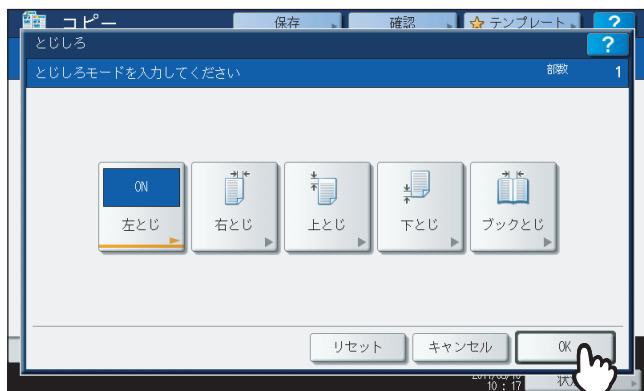 コピー 保存 確認 テンプレート ?
とじしろ ?
とじしろモードを入力してください 部数 1
ON
左とじ 右とじ 上とじ 下とじ ブックとじ
リセット キャンセル OK
10:17